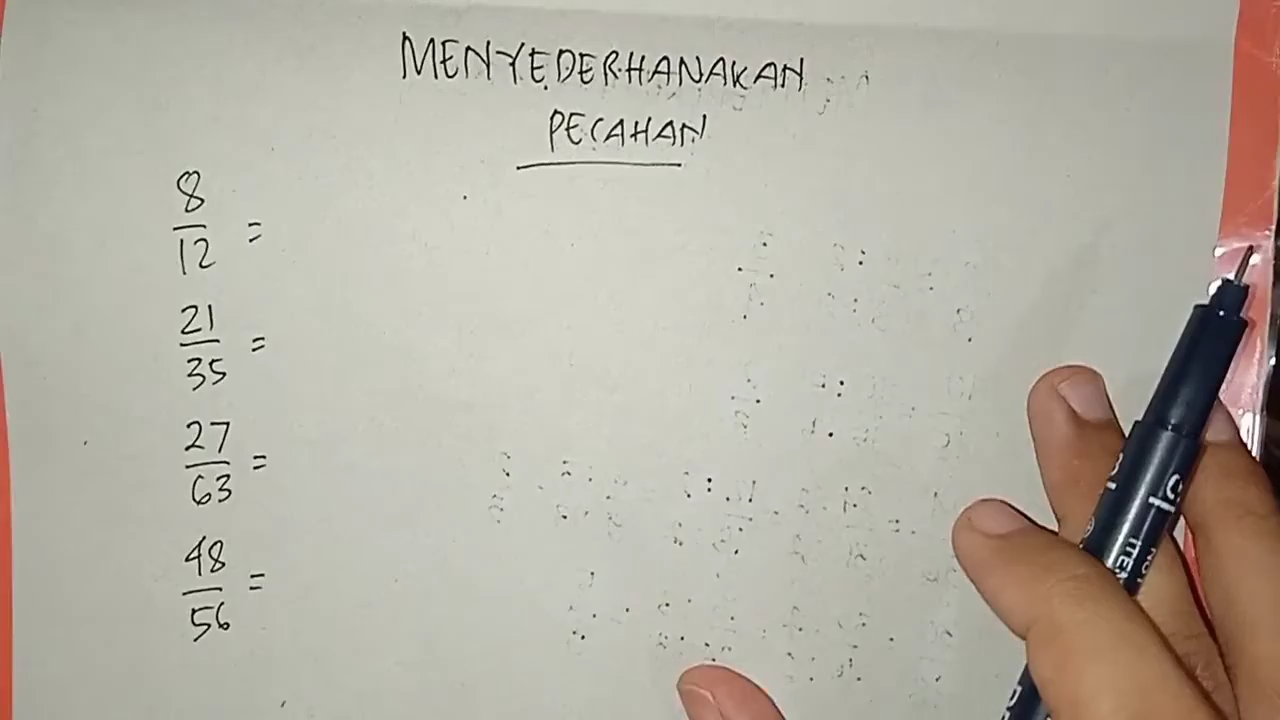 MENYEDERHANAKAN
PECAHAN
8/12 =
21/35 =
27/63 =
48/56 =